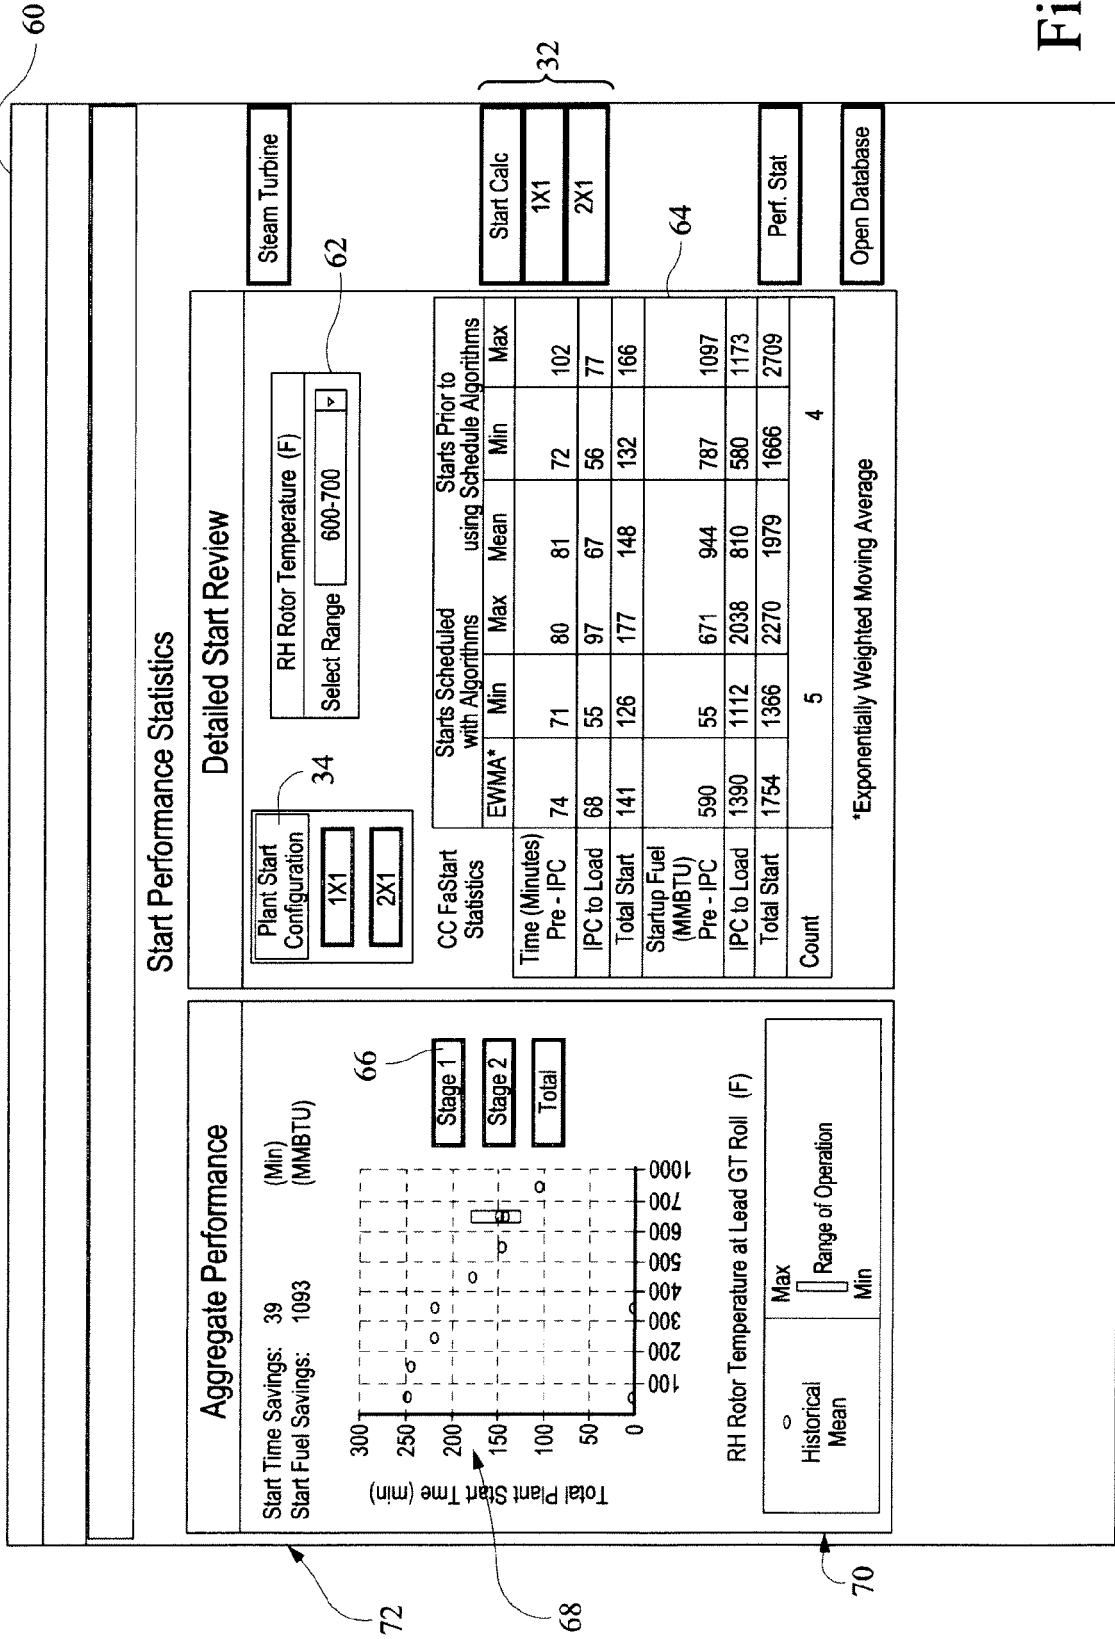 60
Start Performance Statistics
72
Aggregate Performance
Start Time Savings: 39 (Min)
Start Fuel Savings: 1093 (MMBTU)
66
Stage 1
Stage 2
Total
Total Plant Start Tme (min)
300
250
200
150
100
50
0
100
200
300
400
500
600
700
1000
68
RH Rotor Temperature at Lead GT Roll (F)
Historical
Mean
Max
Range of Operation
Min
70
Detailed Start Review
Plant Start
Configuration
1X1
2X1
34
RH Rotor Temperature (F)
Select Range 600-700
62
CC FaStart
Statistics
Starts Scheduled
with Algorithms
Starts Prior to
using Schedule Algorithms
EWMA* Min Max Mean Min Max
Time (Minutes)
Pre - IPC 74 71 80 81 72 102
IPC to Load 68 55 97 67 56 77
Total Start 141 126 177 148 132 166
Startup Fuel
(MMBTU)
Pre - IPC 590 55 671 944 787 1097
IPC to Load 1390 1112 2038 810 580 1173
Total Start 1754 1366 2270 1979 1666 2709
Count 5 4
64
*Exponentially Weighted Moving Average
Steam Turbine
Start Calc
1X1
2X1
32
Perf. Stat
Open Database
Fi